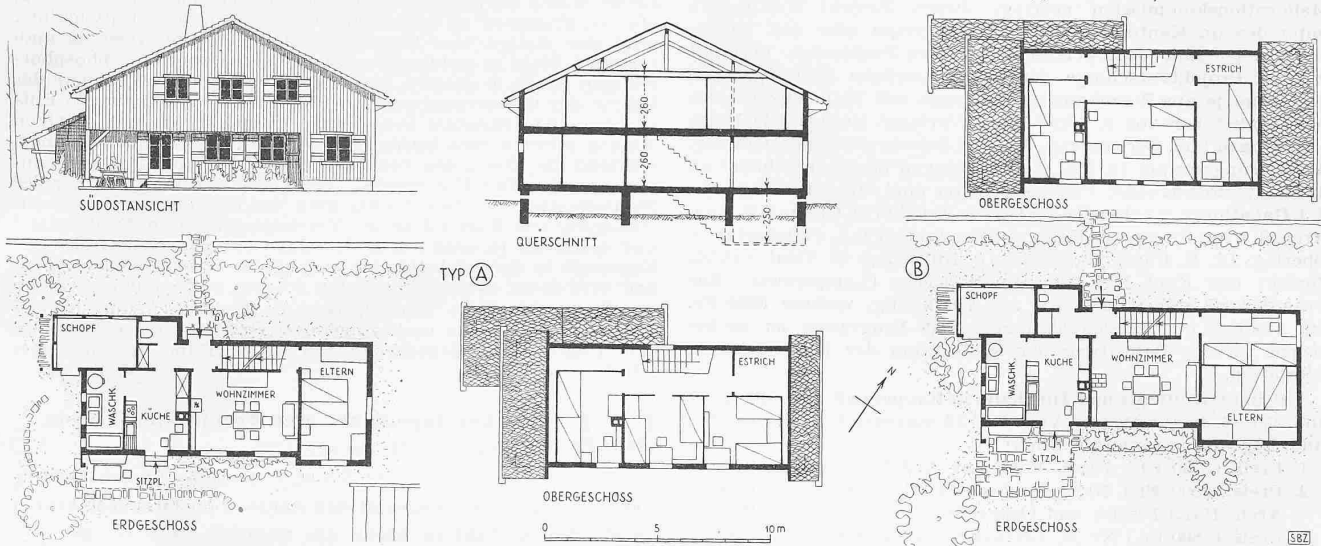 SÜDOSTANSICHT
260
260
250
QUERSCHNITT
ESTRICH
OBERGESCHOSS
TYP A
B
SCHOPF
WASCHK.
KÜCHE
WOHNZIMMER
ELTERN
SITZPL.
ERDGESCHOSS
ESTRICH
OBERGESCHOSS
0 5 10 m
N
SCHOPF
WASCHK.
KÜCHE
WOHNZIMMER
ELTERN
SITZPL.
ERDGESCHOSS
SBZ